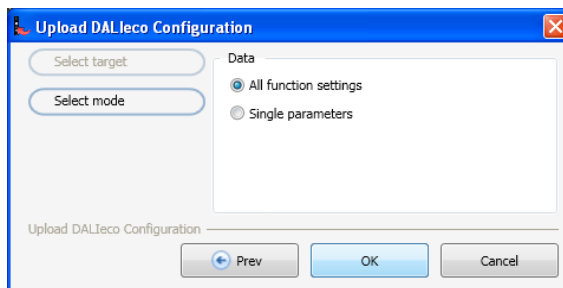 Upload DALIeco Configuration
Select target
Select mode
Data
All function settings
Single parameters
Upload DALIeco Configuration
Prev
OK
Cancel